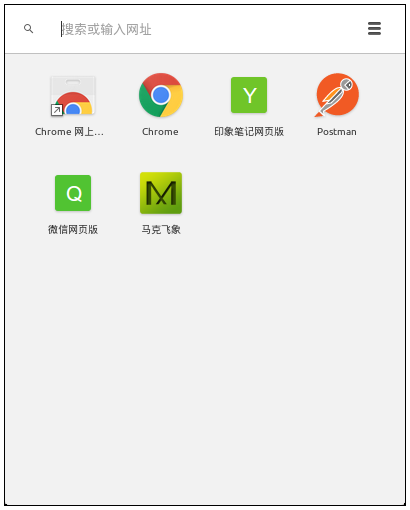 搜索或输入网址
Chrome 网上...
Chrome
Y
印象笔记网页版
Postman
Q
微信网页版
M
马克飞象